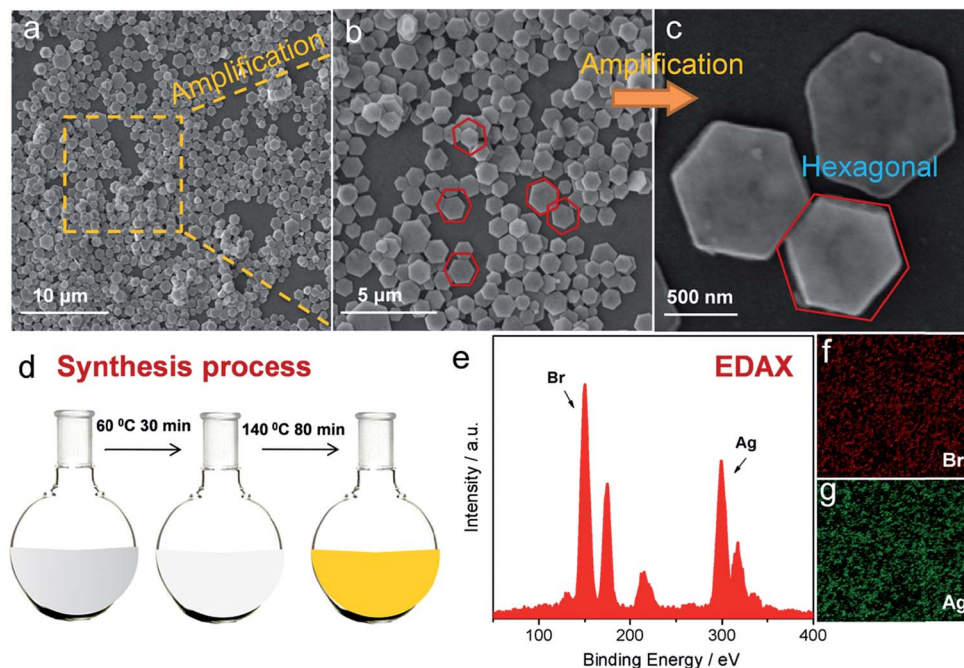 a
Amplification
10 µm
b
5 µm
Amplification
c
Hexagonal
500 nm
d Synthesis process
60 ⁰C 30 min
140 ⁰C 80 min
e
EDAX
Br
Ag
Intensity / a.u.
100
200
300
400
Binding Energy / eV
f
Br
g
Ag